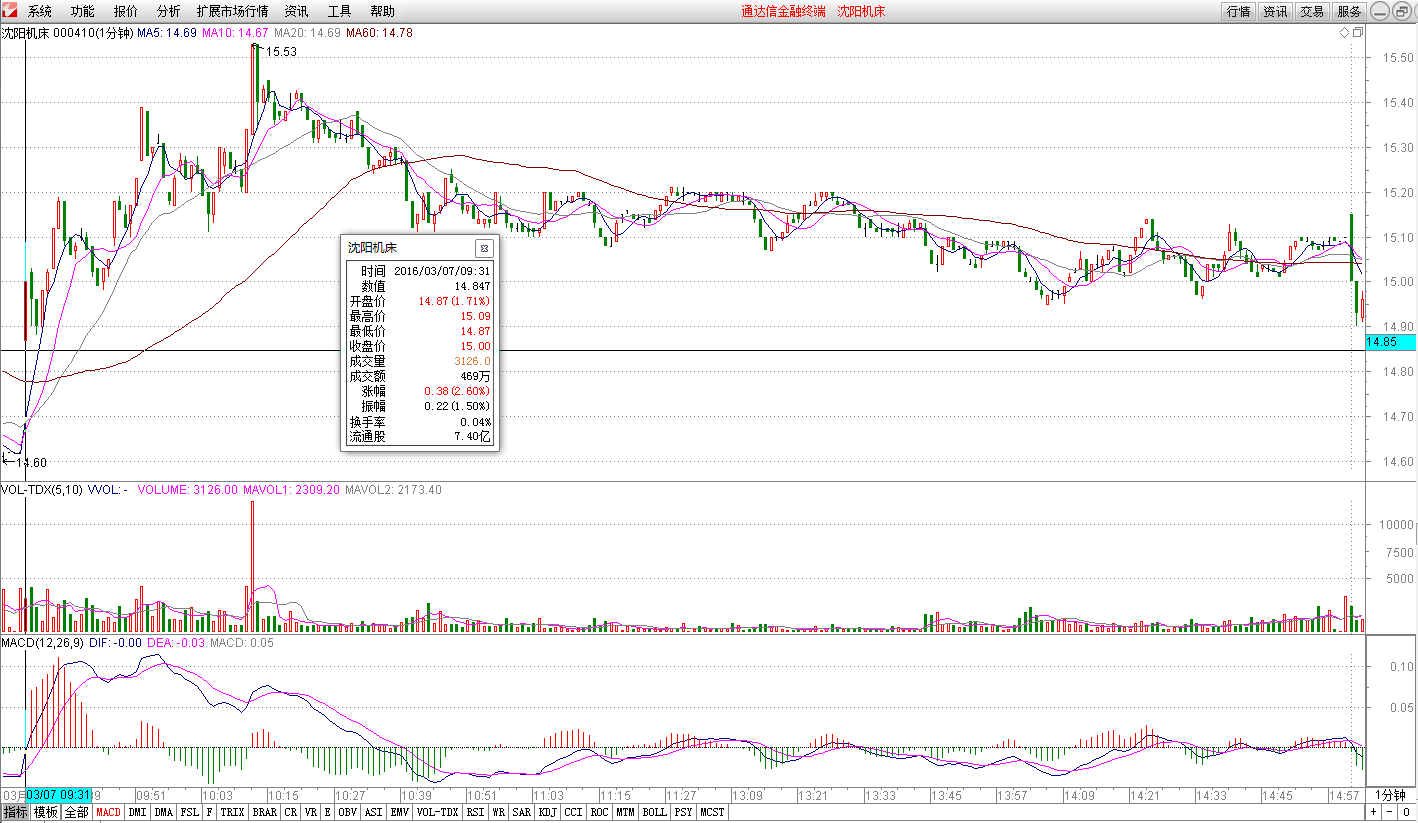 系统 功能 报价 分析 扩展市场行情 资讯 工具 帮助 通达信金融终端 沈阳机床 行情 资讯 交易 服务
沈阳机床 000410(1分钟) MA5: 14.69 MA10: 14.67 MA20: 14.69 MA60: 14.78
15.53
15.50
15.40
15.30
15.20
15.10
15.00
14.90
14.85
14.80
14.70
14.60
14.60
沈阳机床
时间 2016/03/07/09:31
数值 14.847
开盘价 14.87(1.71%)
最高价 15.09
最低价 14.87
收盘价 15.00
成交量 3126.0
成交额 469万
涨幅 0.38(2.60%)
振幅 0.22(1.50%)
换手率 0.04%
流通股 7.40亿
VOL-TDX(5,10) VVOL: - VOLUME: 3126.00 MAVOL1: 2309.20 MAVOL2: 2173.40
10000
7500
5000
MACD(12,26,9) DIF: -0.00 DEA: -0.03 MACD: 0.05
0.10
0.05
03月 03/07 09:31 09:51 10:03 10:15 10:27 10:39 10:51 11:03 11:15 11:27 13:09 13:21 13:33 13:45 13:57 14:09 14:21 14:33 14:45 14:57 1分钟
指标 模板 全部 MACD DMI DMA FSL F TRIX BRAR CR VR E OBV ASI EMV VOL-TDX RSI WR SAR KDJ CCI ROC MTM BOLL PSY MCST + - 0